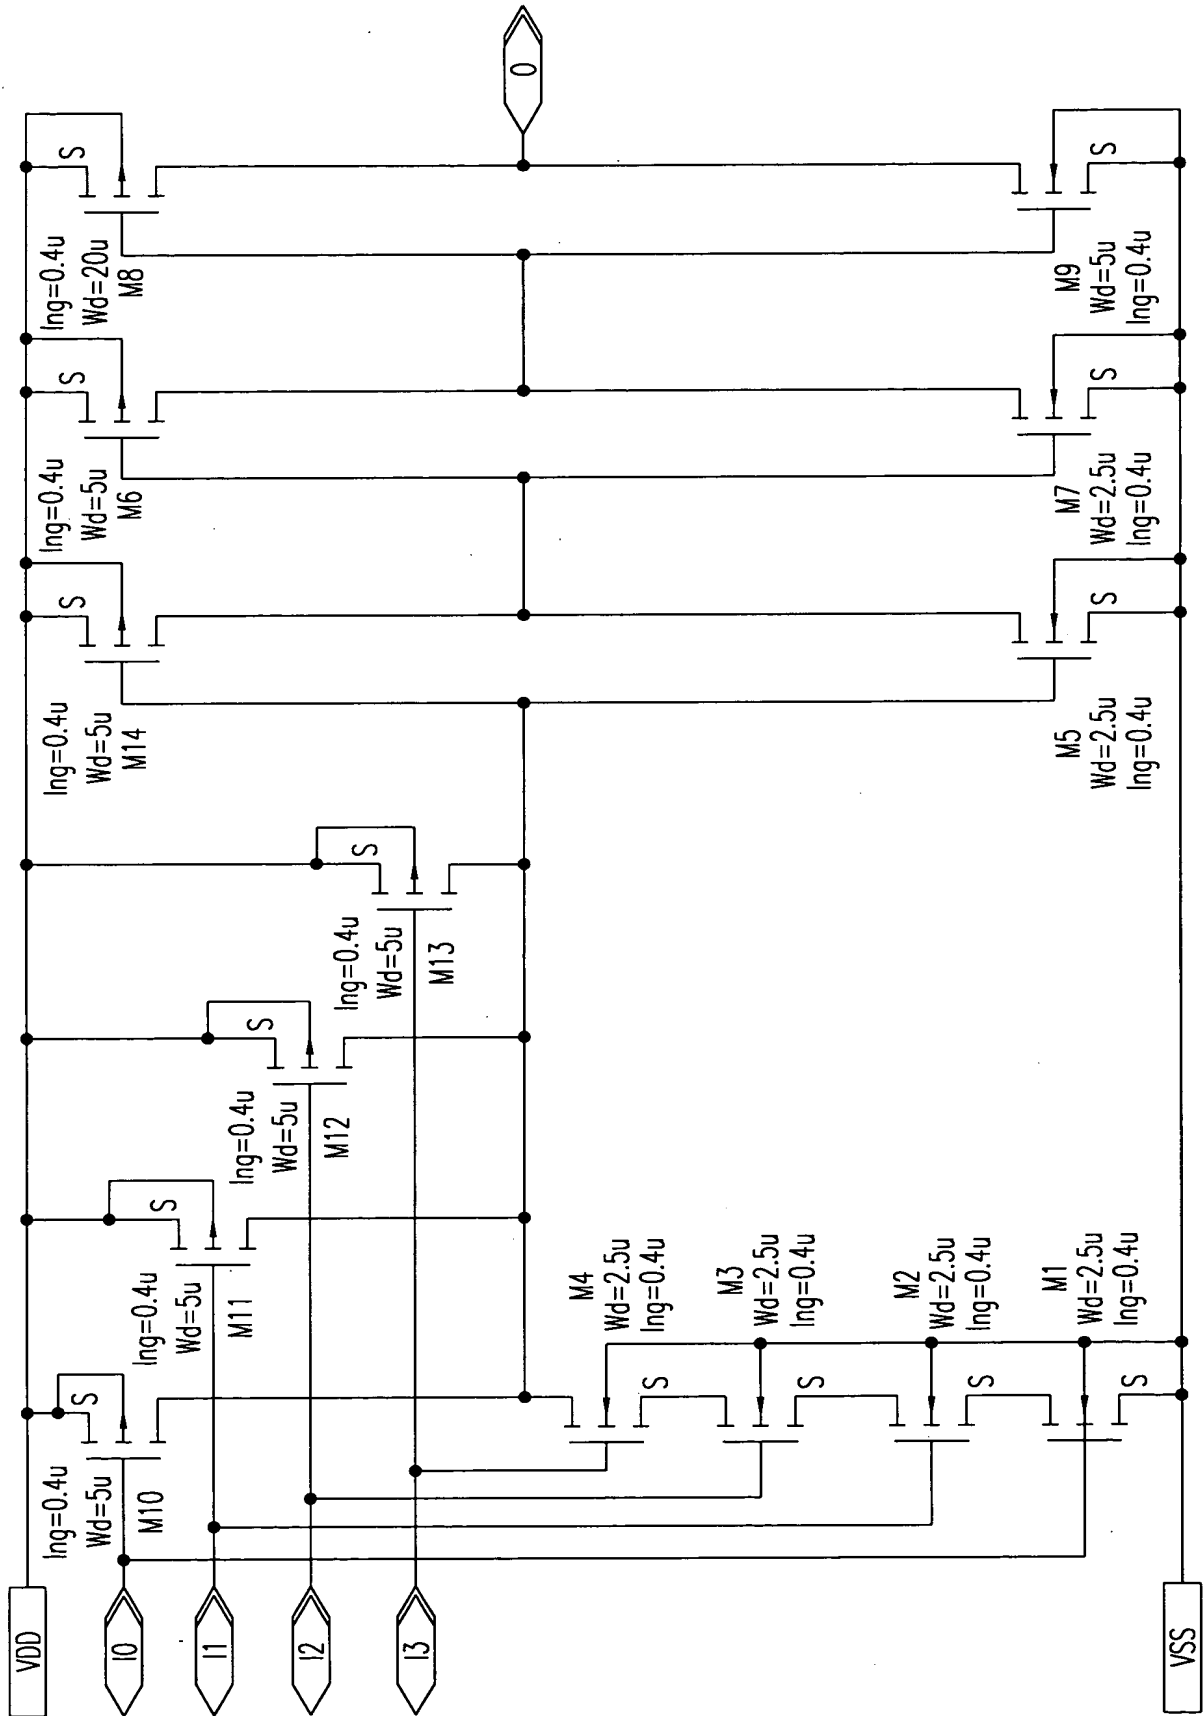 VDD
I0
I1
I2
I3
VSS
lng=0.4u
Wd=5u
M10
S
lng=0.4u
Wd=5u
M11
S
lng=0.4u
Wd=5u
M12
S
lng=0.4u
Wd=5u
M13
S
M4
Wd=2.5u
lng=0.4u
S
M3
Wd=2.5u
lng=0.4u
S
M2
Wd=2.5u
lng=0.4u
S
M1
Wd=2.5u
lng=0.4u
S
lng=0.4u
Wd=5u
M14
S
M5
Wd=2.5u
lng=0.4u
S
lng=0.4u
Wd=5u
M6
S
M7
Wd=2.5u
lng=0.4u
S
lng=0.4u
Wd=20u
M8
S
M9
Wd=5u
lng=0.4u
S
O